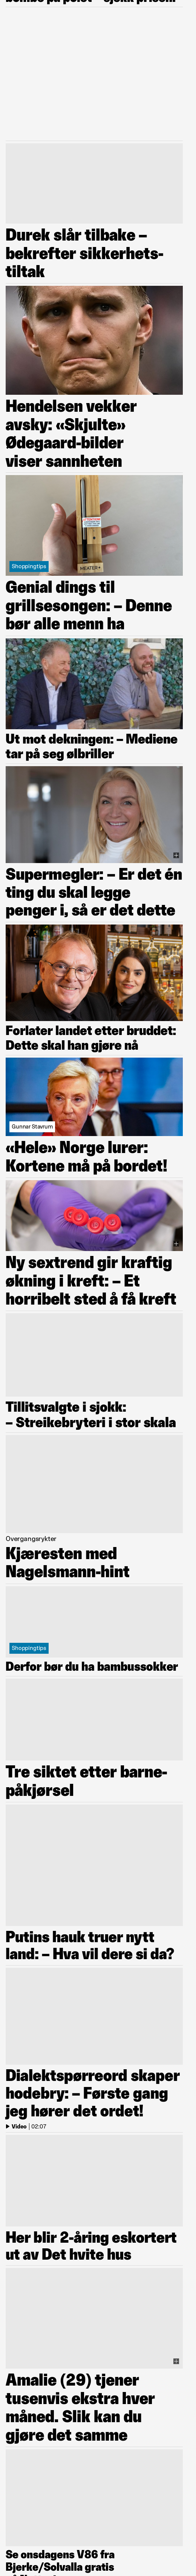 Durek slår tilbake –
bekrefter sikkerhets-
tiltak
Hendelsen vekker
avsky: «Skjulte»
Ødegaard-bilder
viser sannheten
MEATER+
Shoppingtips
Genial dings til
grillsesongen: – Denne
bør alle menn ha
Ut mot dekningen: – Mediene
tar på seg ølbriller
Supermegler: – Er det én
ting du skal legge
penger i, så er det dette
Forlater landet etter bruddet:
Dette skal han gjøre nå
Gunnar Stavrum
«Hele» Norge lurer:
Kortene må på bordet!
Ny sextrend gir kraftig
økning i kreft: – Et
horribelt sted å få kreft
Tillitsvalgte i sjokk:
– Streikebryteri i stor skala
Overgangsrykter
Kjæresten med
Nagelsmann-hint
Shoppingtips
Derfor bør du ha bambussokker
Tre siktet etter barne-
påkjørsel
Putins hauk truer nytt
land: – Hva vil dere si da?
Dialektspørreord skaper
hodebry: – Første gang
jeg hører det ordet!
Video | 02:07
Her blir 2-åring eskortert
ut av Det hvite hus
Amalie (29) tjener
tusenvis ekstra hver
måned. Slik kan du
gjøre det samme
Se onsdagens V86 fra
Bjerke/Solvalla gratis